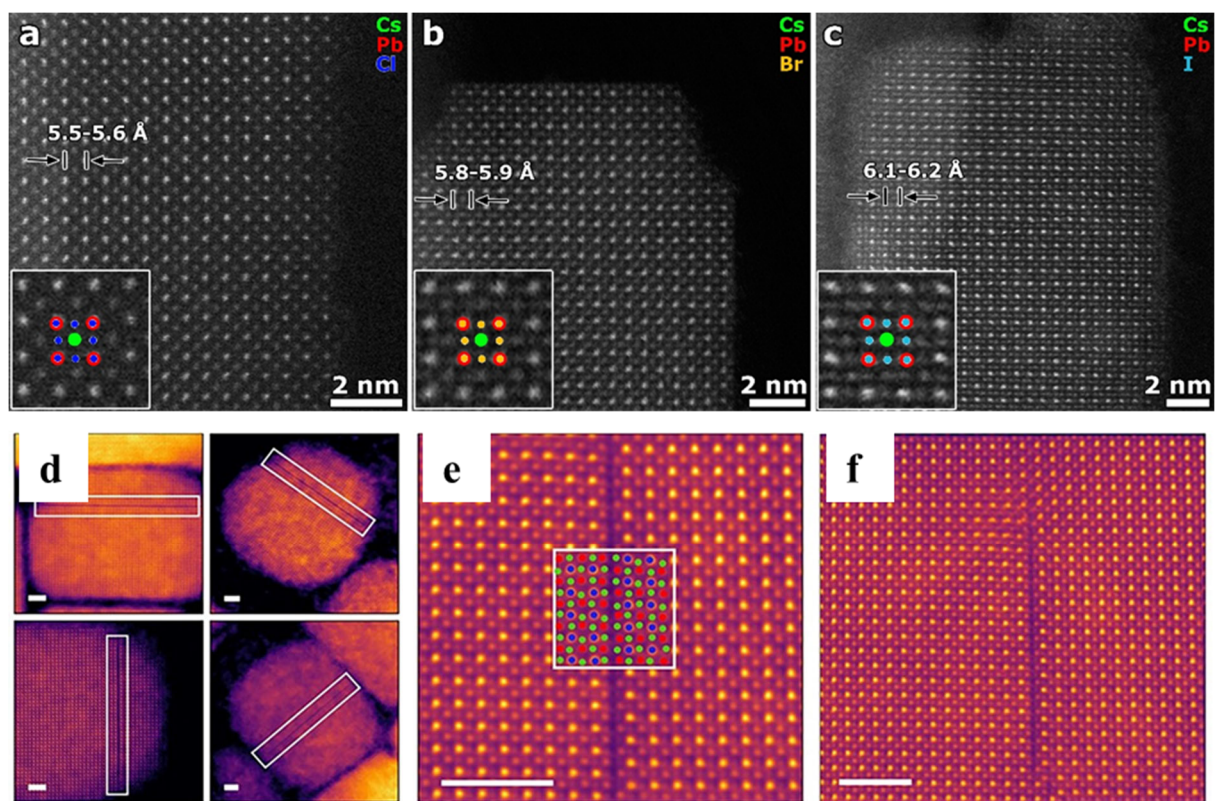 a
Cs
Pb
Cl
5.5-5.6 Å
2 nm
b
Cs
Pb
Br
5.8-5.9 Å
2 nm
c
Cs
Pb
I
6.1-6.2 Å
2 nm
d
e
f